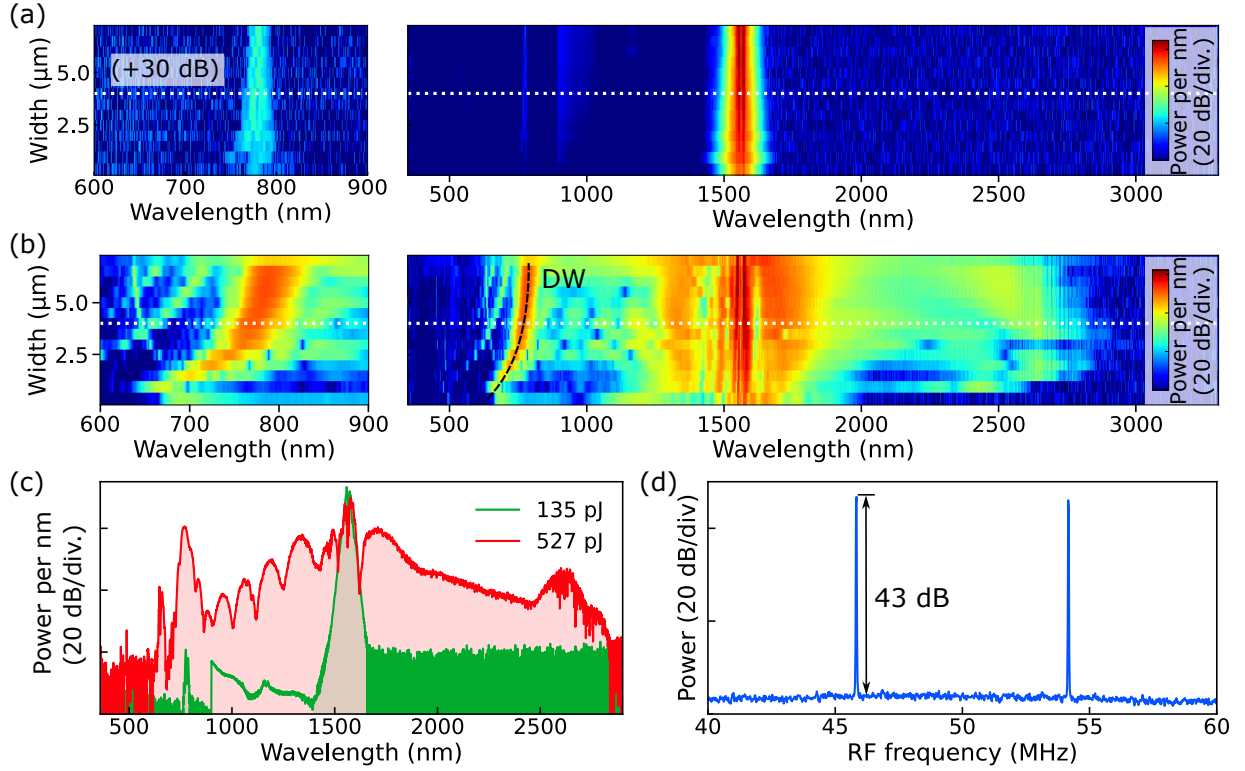 (a)
(+30 dB)
Width (μm)
15.0
2.5
600 700 800 900
Wavelength (nm)
500 1000 1500 2000 2500 3000
Wavelength (nm)
Power per nm
(20 dB/div.)
(b)
DW
Width (μm)
15.0
2.5
600 700 800 900
Wavelength (nm)
500 1000 1500 2000 2500 3000
Wavelength (nm)
Power per nm
(20 dB/div.)
(c)
135 pJ
527 pJ
Power per nm
(20 dB/div.)
500 1000 1500 2000 2500
Wavelength (nm)
(d)
43 dB
Power (20 dB/div)
40 45 50 55 60
RF frequency (MHz)